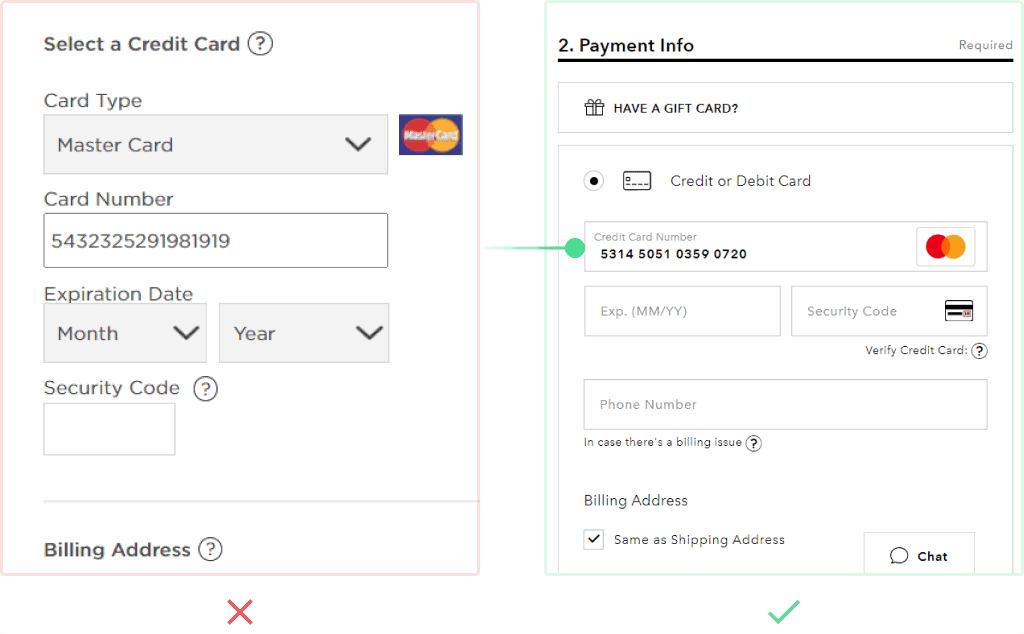 Select a Credit Card ?
Card Type
Master Card
MasterCard
Card Number
5432325291981919
Expiration Date
Month
Year
Security Code ?
Billing Address ?
2. Payment Info
Required
HAVE A GIFT CARD?
Credit or Debit Card
Credit Card Number
5314 5051 0359 0720
Exp. (MM/YY)
Security Code
Verify Credit Card: ?
Phone Number
In case there's a billing issue ?
Billing Address
Same as Shipping Address
Chat